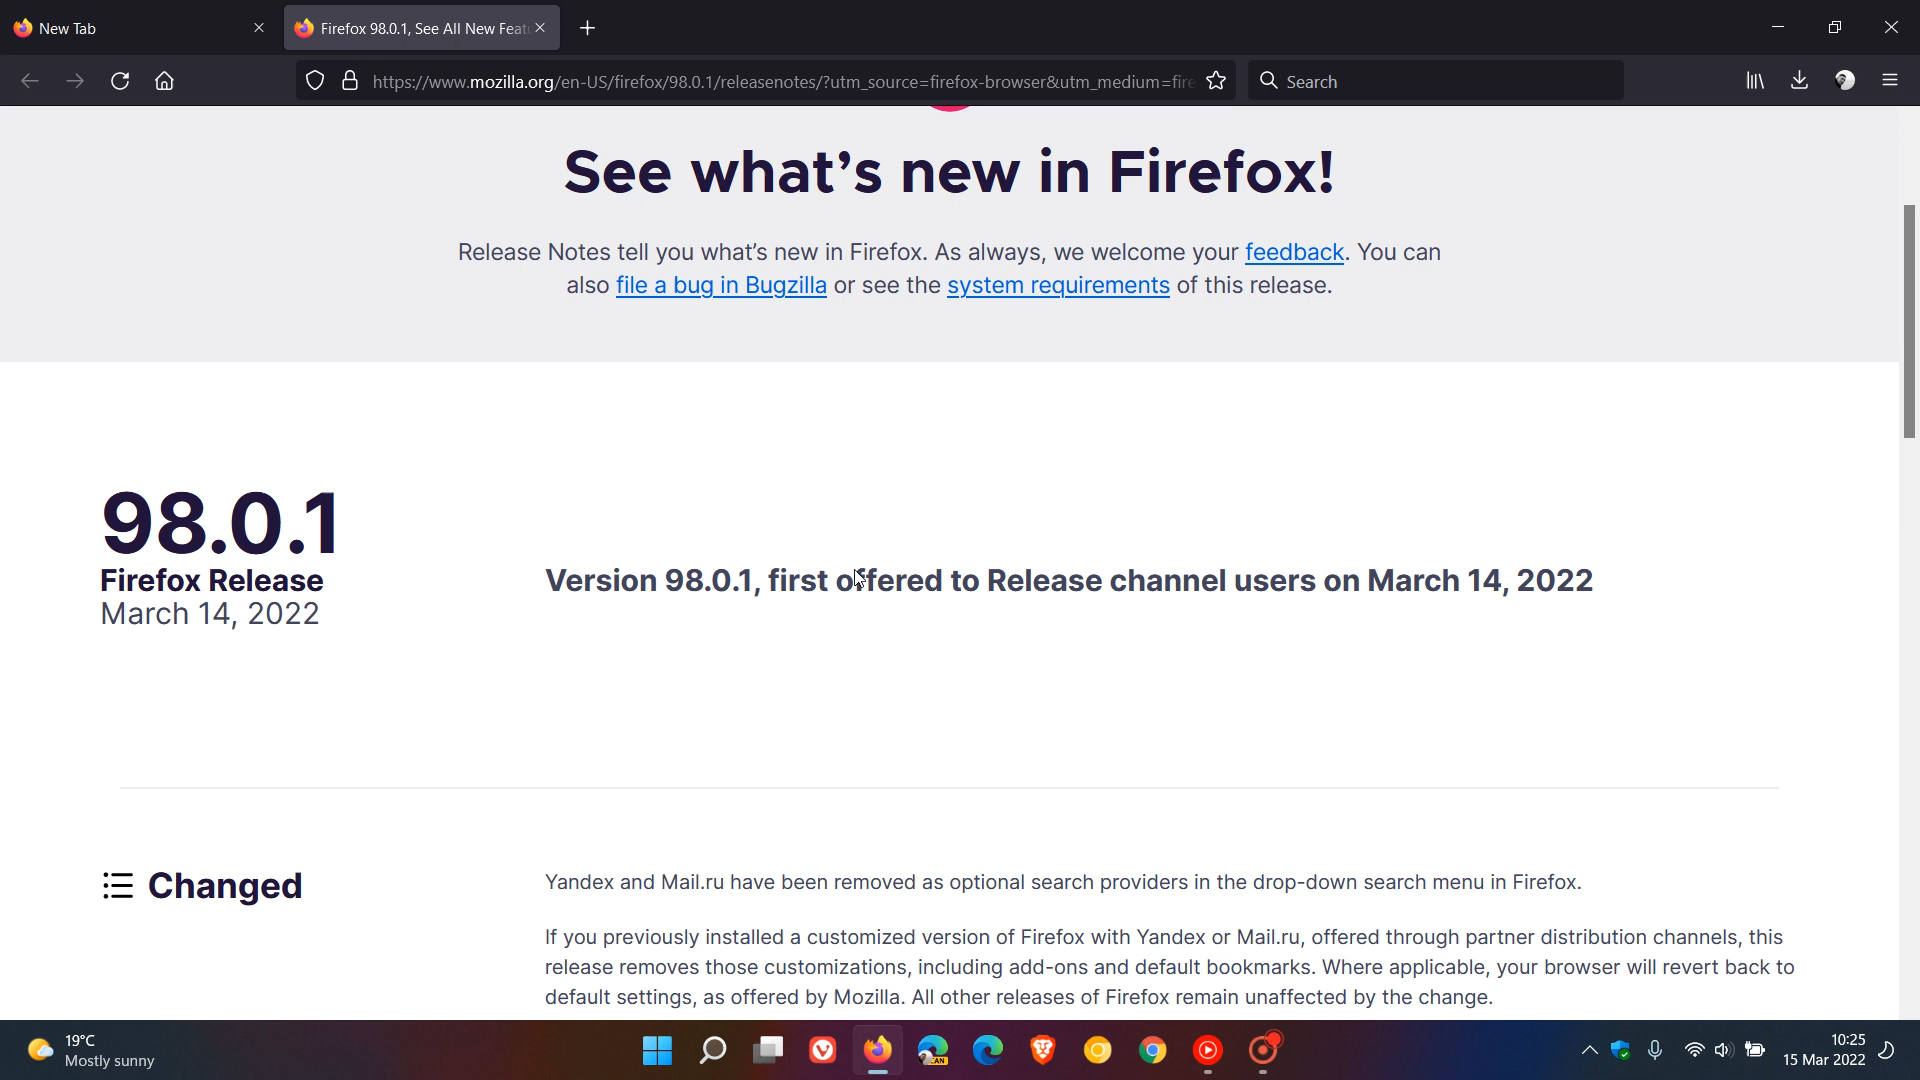 New Tab
Firefox 98.0.1, See All New Feat
https://www.mozilla.org/en-US/firefox/98.0.1/releasenotes/?utm_source=firefox-browser&utm_medium=fire
Search
See what's new in Firefox!
Release Notes tell you what's new in Firefox. As always, we welcome your feedback. You can
also file a bug in Bugzilla or see the system requirements of this release.
98.0.1
Firefox Release
March 14, 2022
Version 98.0.1, first offered to Release channel users on March 14, 2022
Changed
Yandex and Mail.ru have been removed as optional search providers in the drop-down search menu in Firefox.
If you previously installed a customized version of Firefox with Yandex or Mail.ru, offered through partner distribution channels, this
release removes those customizations, including add-ons and default bookmarks. Where applicable, your browser will revert back to
default settings, as offered by Mozilla. All other releases of Firefox remain unaffected by the change.
19°C
Mostly sunny
CAN
10:25
15 Mar 2022